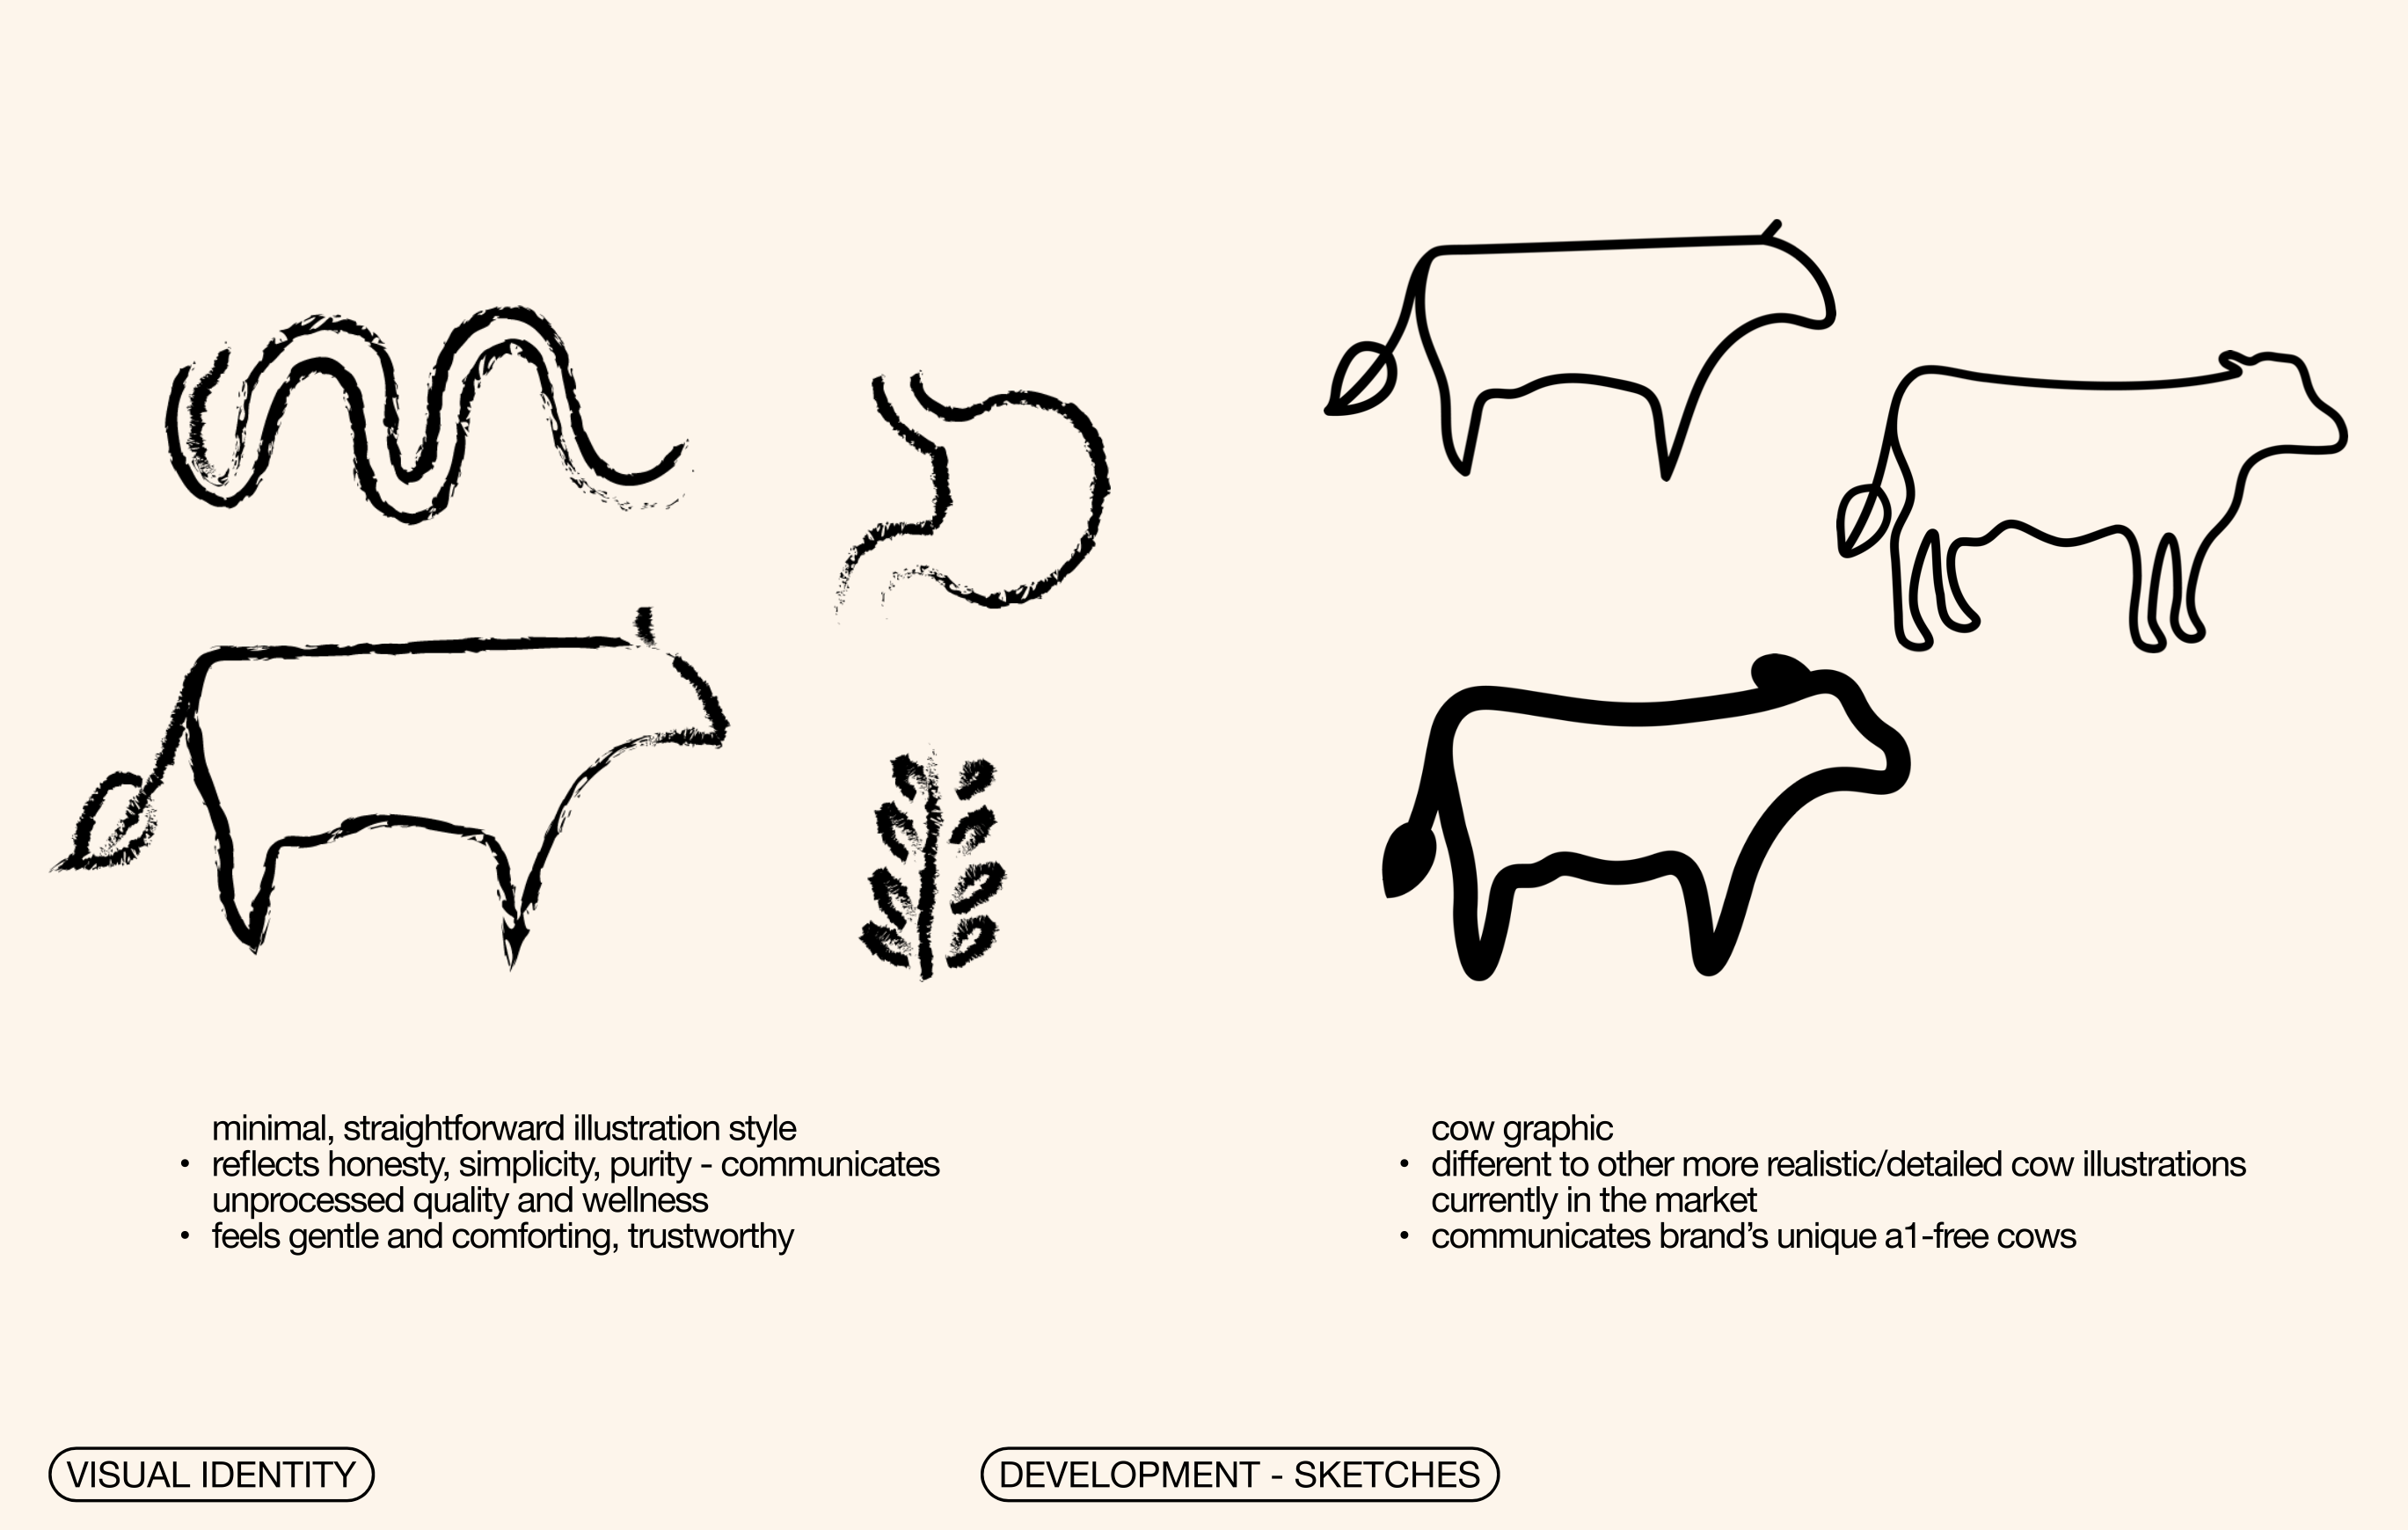 minimal, straightforward illustration style
• reflects honesty, simplicity, purity - communicates
unprocessed quality and wellness
• feels gentle and comforting, trustworthy
cow graphic
• different to other more realistic/detailed cow illustrations
currently in the market
• communicates brand’s unique a1-free cows
VISUAL IDENTITY
DEVELOPMENT - SKETCHES